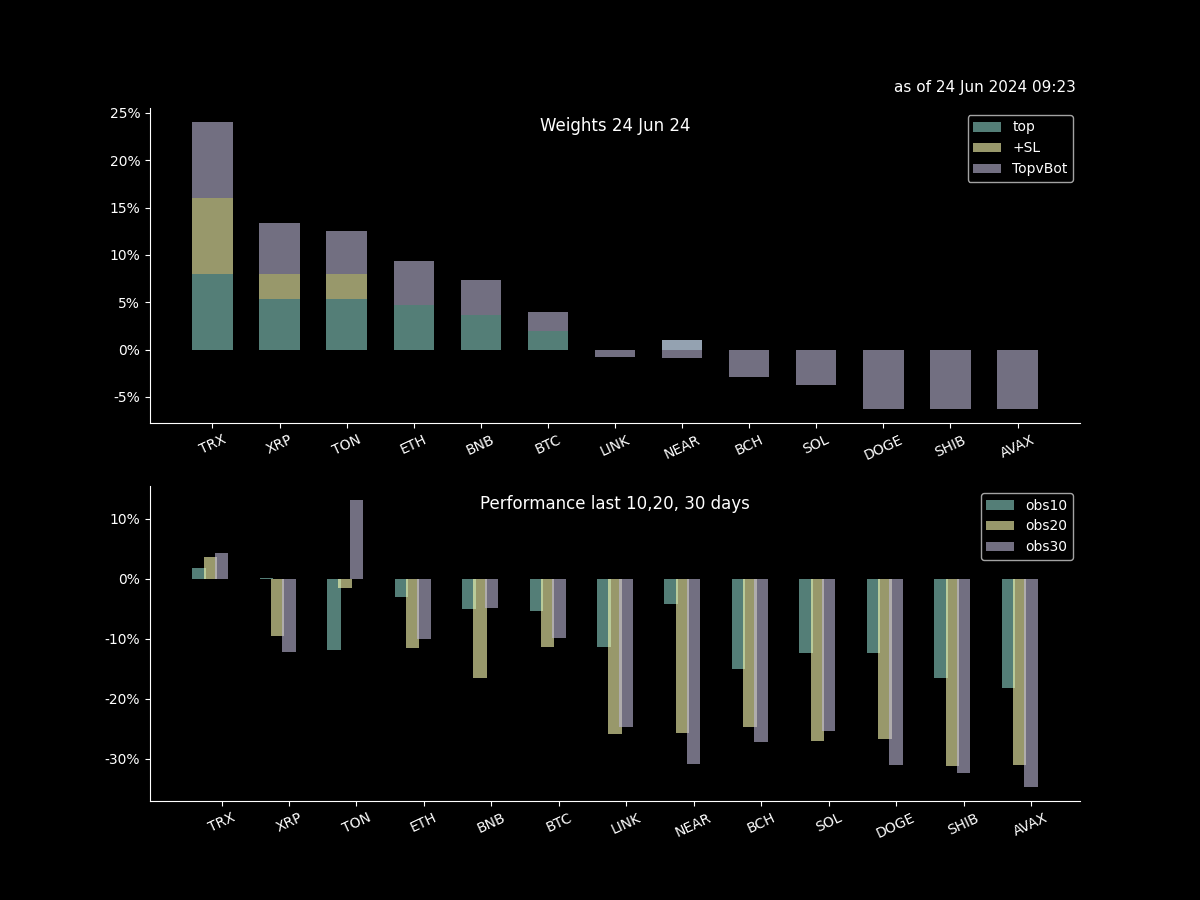 as of 24 Jun 2024 09:23
Weights 24 Jun 24
top
+SL
TopvBot
25%
20%
15%
10%
5%
0%
-5%
TRX XRP TON ETH BNB BTC LINK NEAR BCH SOL DOGE SHIB AVAX
Performance last 10,20, 30 days
obs10
obs20
obs30
10%
0%
-10%
-20%
-30%
TRX XRP TON ETH BNB BTC LINK NEAR BCH SOL DOGE SHIB AVAX